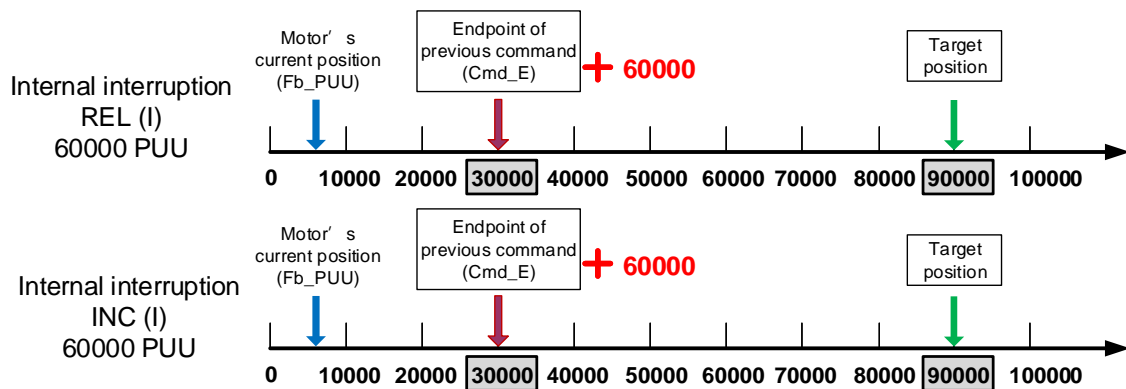 Internal interruption
REL (I)
60000 PUU
Motor’s
current position
(Fb_PUU)
Endpoint of
previous command
(Cmd_E)
+ 60000
Target
position
0 10000 20000 30000 40000 50000 60000 70000 80000 90000 100000
Internal interruption
INC (I)
60000 PUU
Motor’s
current position
(Fb_PUU)
Endpoint of
previous command
(Cmd_E)
+ 60000
Target
position
0 10000 20000 30000 40000 50000 60000 70000 80000 90000 100000